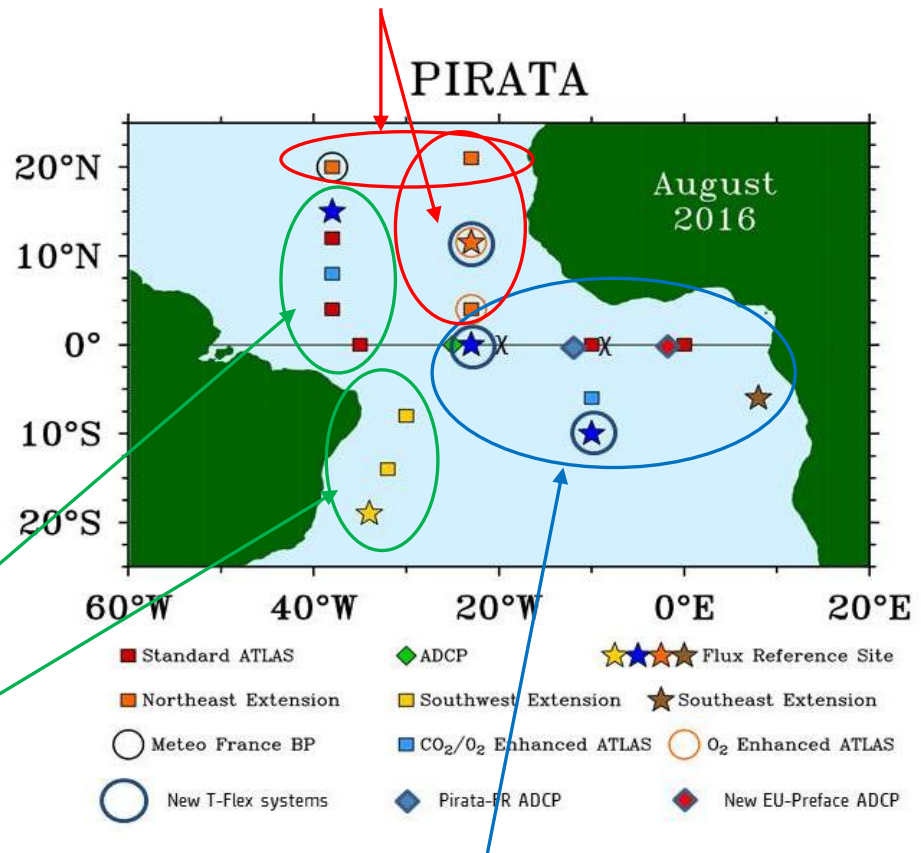 PIRATA
20°N
10°N
0°
10°S
20°S
August
2016
X
X
60°W 40°W 20°W 0°E 20°E
Standard ATLAS ADCP Flux Reference Site
Northeast Extension Southwest Extension Southeast Extension
Meteo France BP CO₂/O₂ Enhanced ATLAS O₂ Enhanced ATLAS
New T-Flex systems Pirata-FR ADCP New EU-Preface ADCP